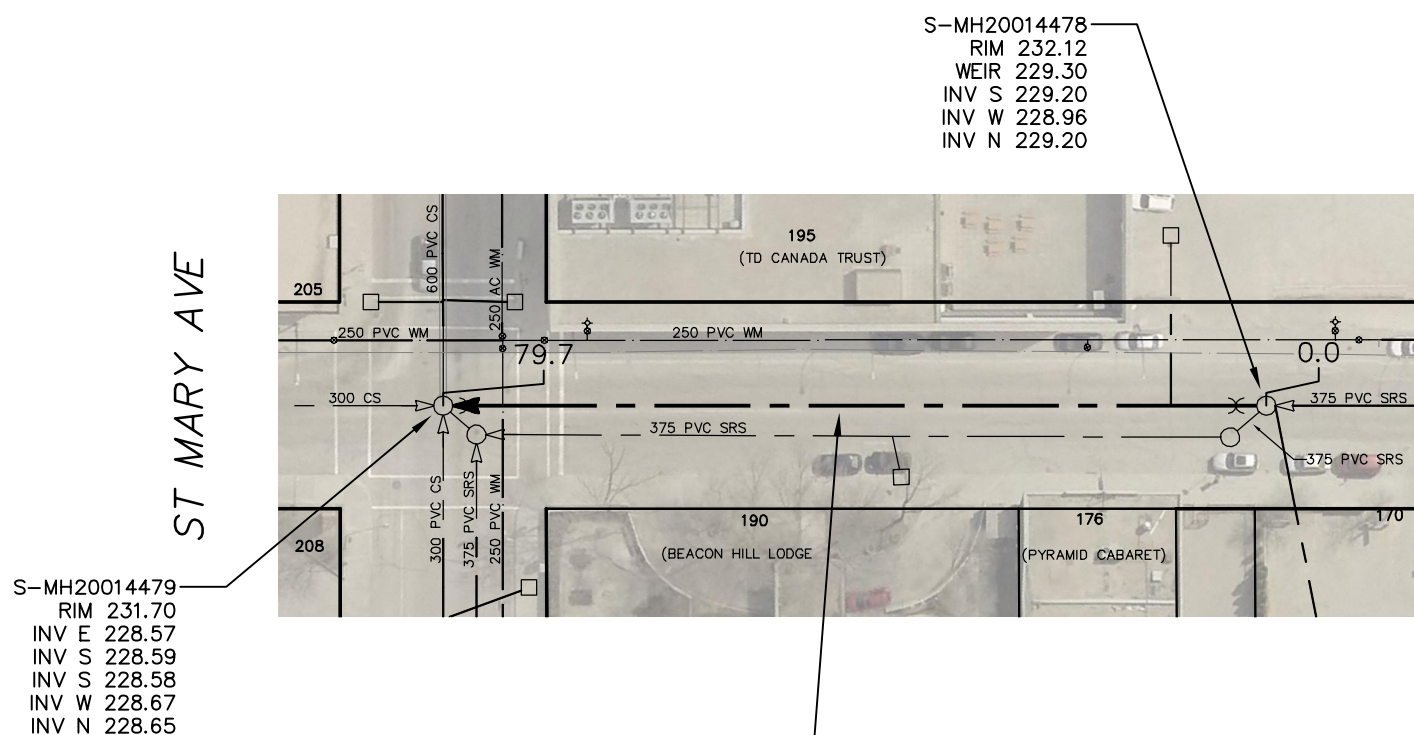 S-MH20014478
RIM 232.12
WEIR 229.30
INV S 229.20
INV W 228.96
INV N 229.20
ST MARY AVE
600 PVC CS
250 AC WM
195
(TD CANADA TRUST)
205
250 PVC WM
250 PVC WM
79.7
0.0
300 CS
375 PVC SRS
375 PVC SRS
375 PVC SRS
300 PVC CS
375 PVC SRS
250 PVC WM
208
190
(BEACON HILL LODGE
176
(PYRAMID CABARET)
170
S-MH20014479
RIM 231.70
INV E 228.57
INV S 228.59
INV S 228.58
INV W 228.67
INV N 228.65